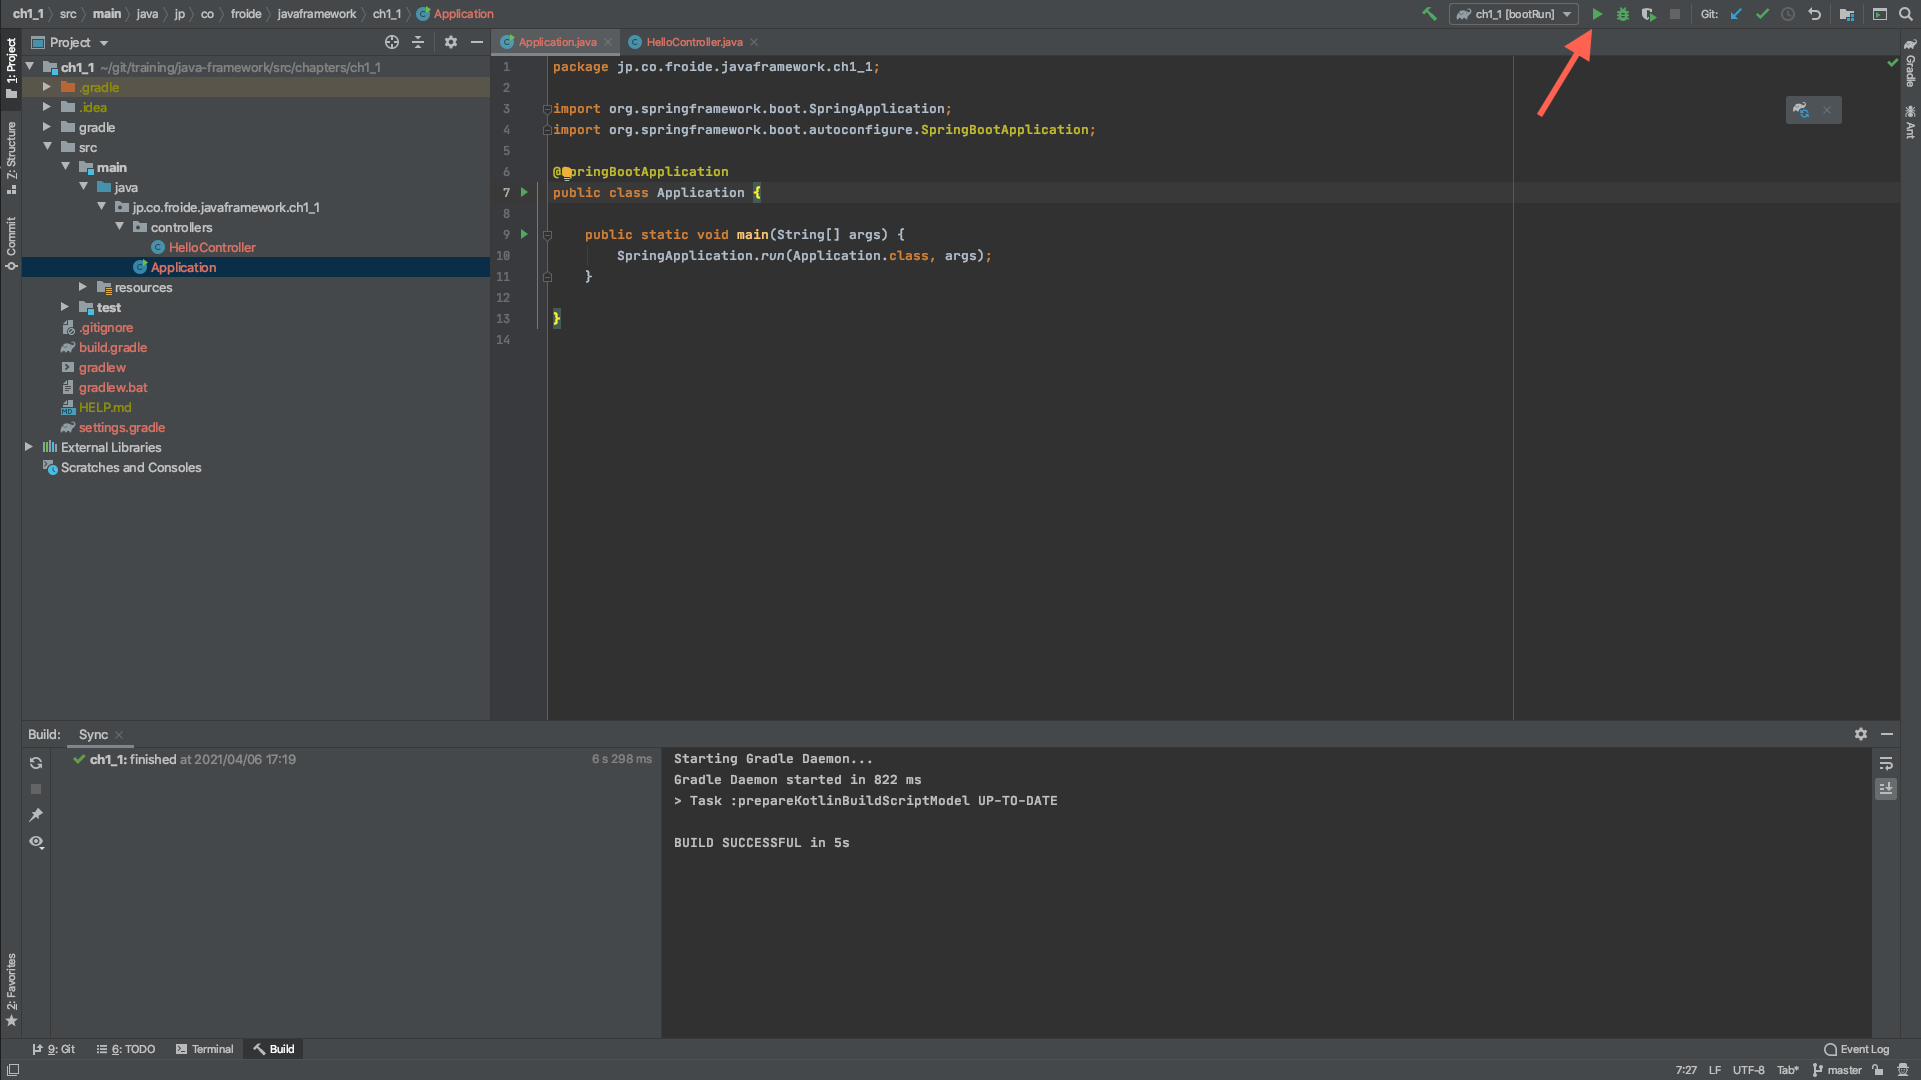 ch1_1 src main java jp co froide javaframework ch1_1 Application
ch1_1 [bootRun]
Git:
Project
Application.java
HelloController.java
1: Project
Z: Structure
Commit
2: Favorites
Gradle
Ant
ch1_1 ~/git/training/java-framework/src/chapters/ch1_1
.gradle
.idea
gradle
src
main
java
jp.co.froide.javaframework.ch1_1
controllers
HelloController
Application
resources
test
.gitignore
build.gradle
gradlew
gradlew.bat
HELP.md
settings.gradle
External Libraries
Scratches and Consoles
1 package jp.co.froide.javaframework.ch1_1;
2
3 import org.springframework.boot.SpringApplication;
4 import org.springframework.boot.autoconfigure.SpringBootApplication;
5
6 @SpringBootApplication
7 public class Application {
8
9 public static void main(String[] args) {
10 SpringApplication.run(Application.class, args);
11 }
12
13 }
14
Build: Sync
ch1_1: finished at 2021/04/06 17:19 6 s 298 ms
Starting Gradle Daemon...
Gradle Daemon started in 822 ms
> Task :prepareKotlinBuildScriptModel UP-TO-DATE
BUILD SUCCESSFUL in 5s
9: Git 6: TODO Terminal Build
Event Log
7:27 LF UTF-8 Tab* master